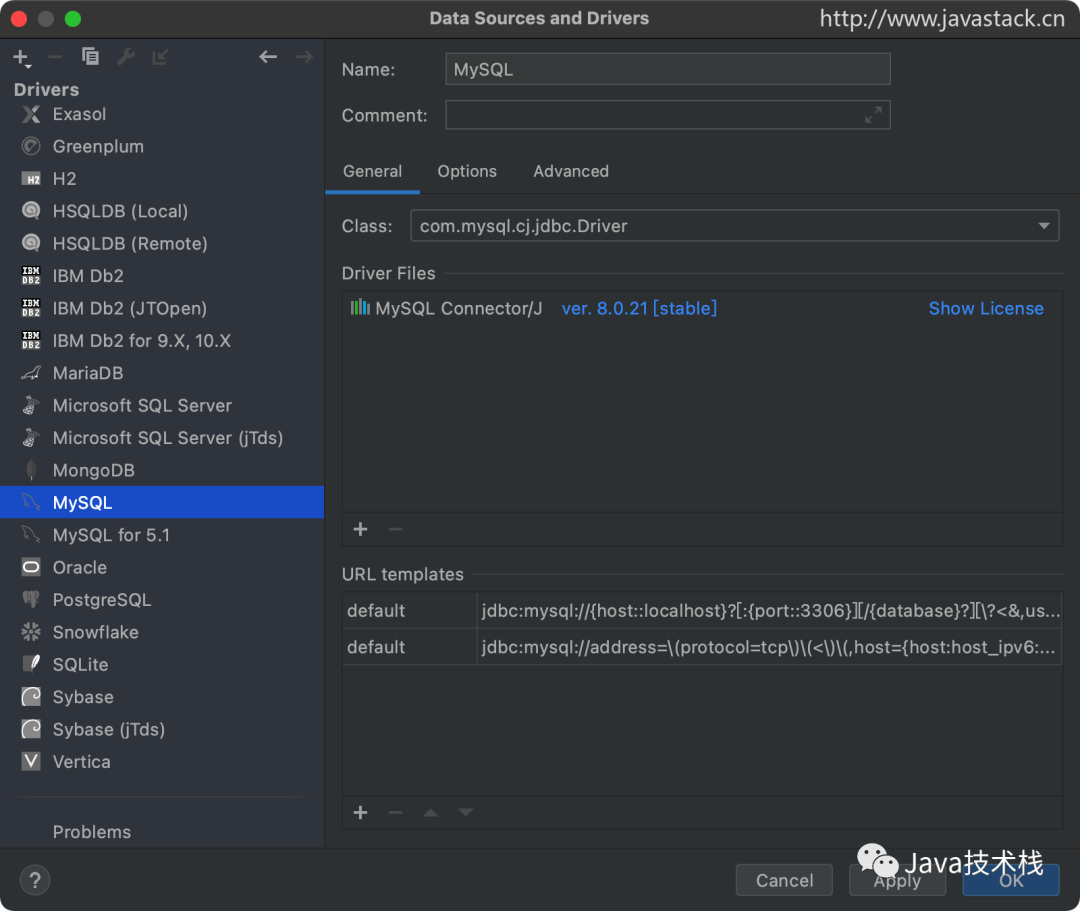 Data Sources and Drivers
http://www.javastack.cn
Drivers
Exasol
Greenplum
H2
HSQLDB (Local)
HSQLDB (Remote)
IBM Db2
IBM Db2 (JTOpen)
IBM Db2 for 9.X, 10.X
MariaDB
Microsoft SQL Server
Microsoft SQL Server (jTds)
MongoDB
MySQL
MySQL for 5.1
Oracle
PostgreSQL
Snowflake
SQLite
Sybase
Sybase (jTds)
Vertica
Problems
Name: MySQL
Comment:
General Options Advanced
Class: com.mysql.cj.jdbc.Driver
Driver Files
MySQL Connector/J ver. 8.0.21 [stable] Show License
URL templates
default jdbc:mysql://{host::localhost}?[:{port::3306}][/{database}?][\?<&,us...
default jdbc:mysql://address=\(protocol=tcp\)\(<\)\(,host={host:host_ipv6:...
Java技术栈
? Cancel Apply OK